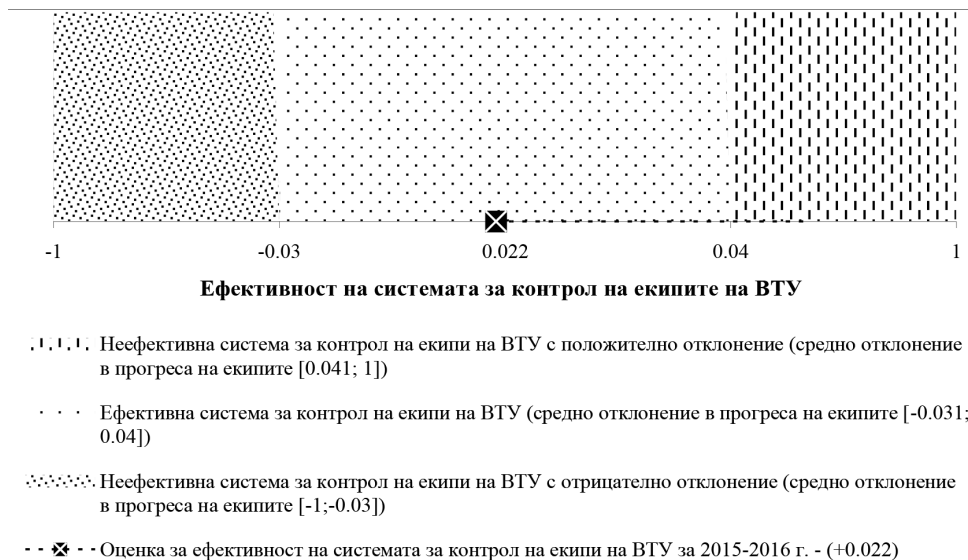 -1 -0.03 0.022 0.04 1
Ефективност на системата за контрол на екипите на ВТУ
Неефективна система за контрол на екипи на ВТУ с положително отклонение (средно отклонение
в прогреса на екипите [0.041; 1])
Ефективна система за контрол на екипи на ВТУ (средно отклонение в прогреса на екипите [-0.031;
0.04])
Неефективна система за контрол на екипи на ВТУ с отрицателно отклонение (средно отклонение
в прогреса на екипите [-1;-0.03])
Оценка за ефективност на системата за контрол на екипи на ВТУ за 2015-2016 г. - (+0.022)